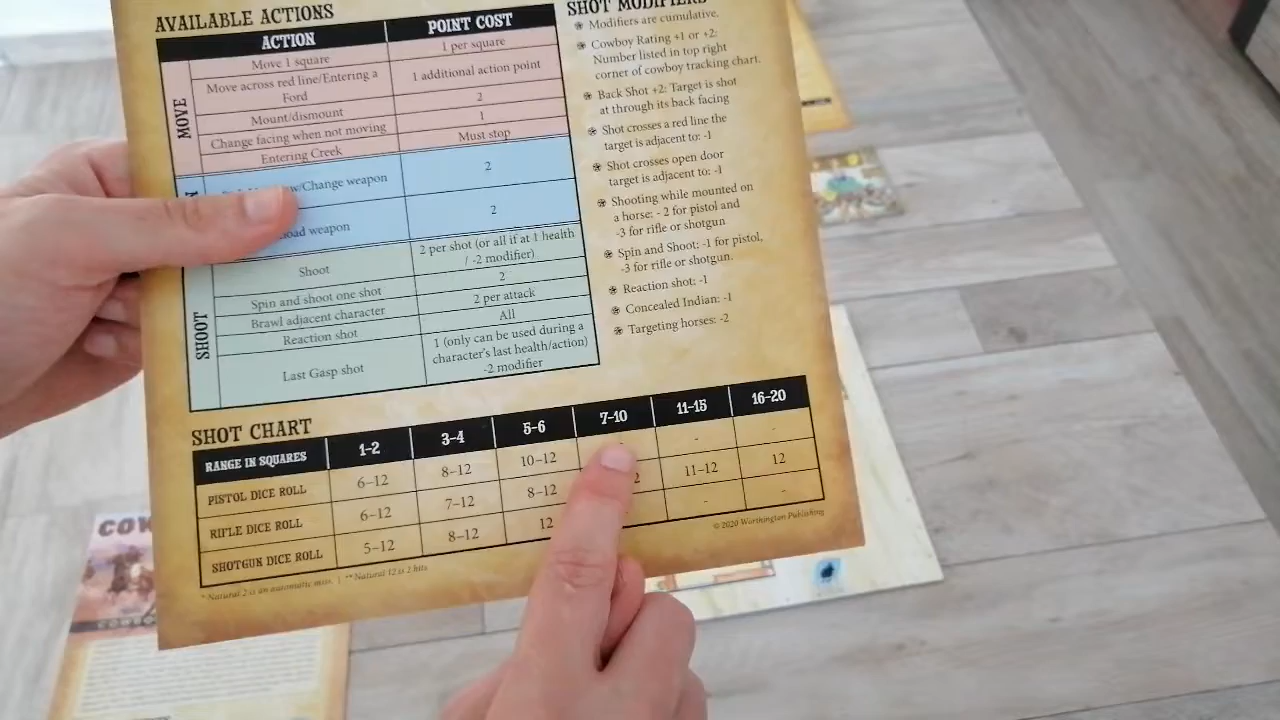 AVAILABLE ACTIONS
ACTION POINT COST
MOVE
Move 1 square 1 per square
Move across red line/Entering a Ford 1 additional action point
Mount/dismount 2
Change facing when not moving 1
Entering Creek Must stop
/Change weapon 2
weapon 2
SHOOT
Shoot 2 per shot (or all if at 1 health / -2 modifier)
Spin and shoot one shot 2
Brawl adjacent character 2 per attack
Reaction shot All
Last Gasp shot 1 (only can be used during a character's last health/action) -2 modifier
SHOT MODIFIERS
Modifiers are cumulative.
Cowboy Rating +1 or +2:
Number listed in top right
corner of cowboy tracking chart.
Back Shot +2: Target is shot
at through its back facing
Shot crosses a red line the
target is adjacent to: -1
Shot crosses open door
target is adjacent to: -1
Shooting while mounted on
a horse: - 2 for pistol and
-3 for rifle or shotgun
Spin and Shoot: -1 for pistol,
-3 for rifle or shotgun.
Reaction shot: -1
Concealed Indian: -1
Targeting horses: -2
SHOT CHART
RANGE IN SQUARES 1-2 3-4 5-6 7-10 11-15 16-20
PISTOL DICE ROLL 6-12 8-12 10-12 - - -
RIFLE DICE ROLL 6-12 7-12 8-12 2 11-12 12
SHOTGUN DICE ROLL 5-12 8-12 12 - -
*Natural 2 is an automatic miss. | ** Natural 12 is 2 hits
© 2020 Worthington Publishing